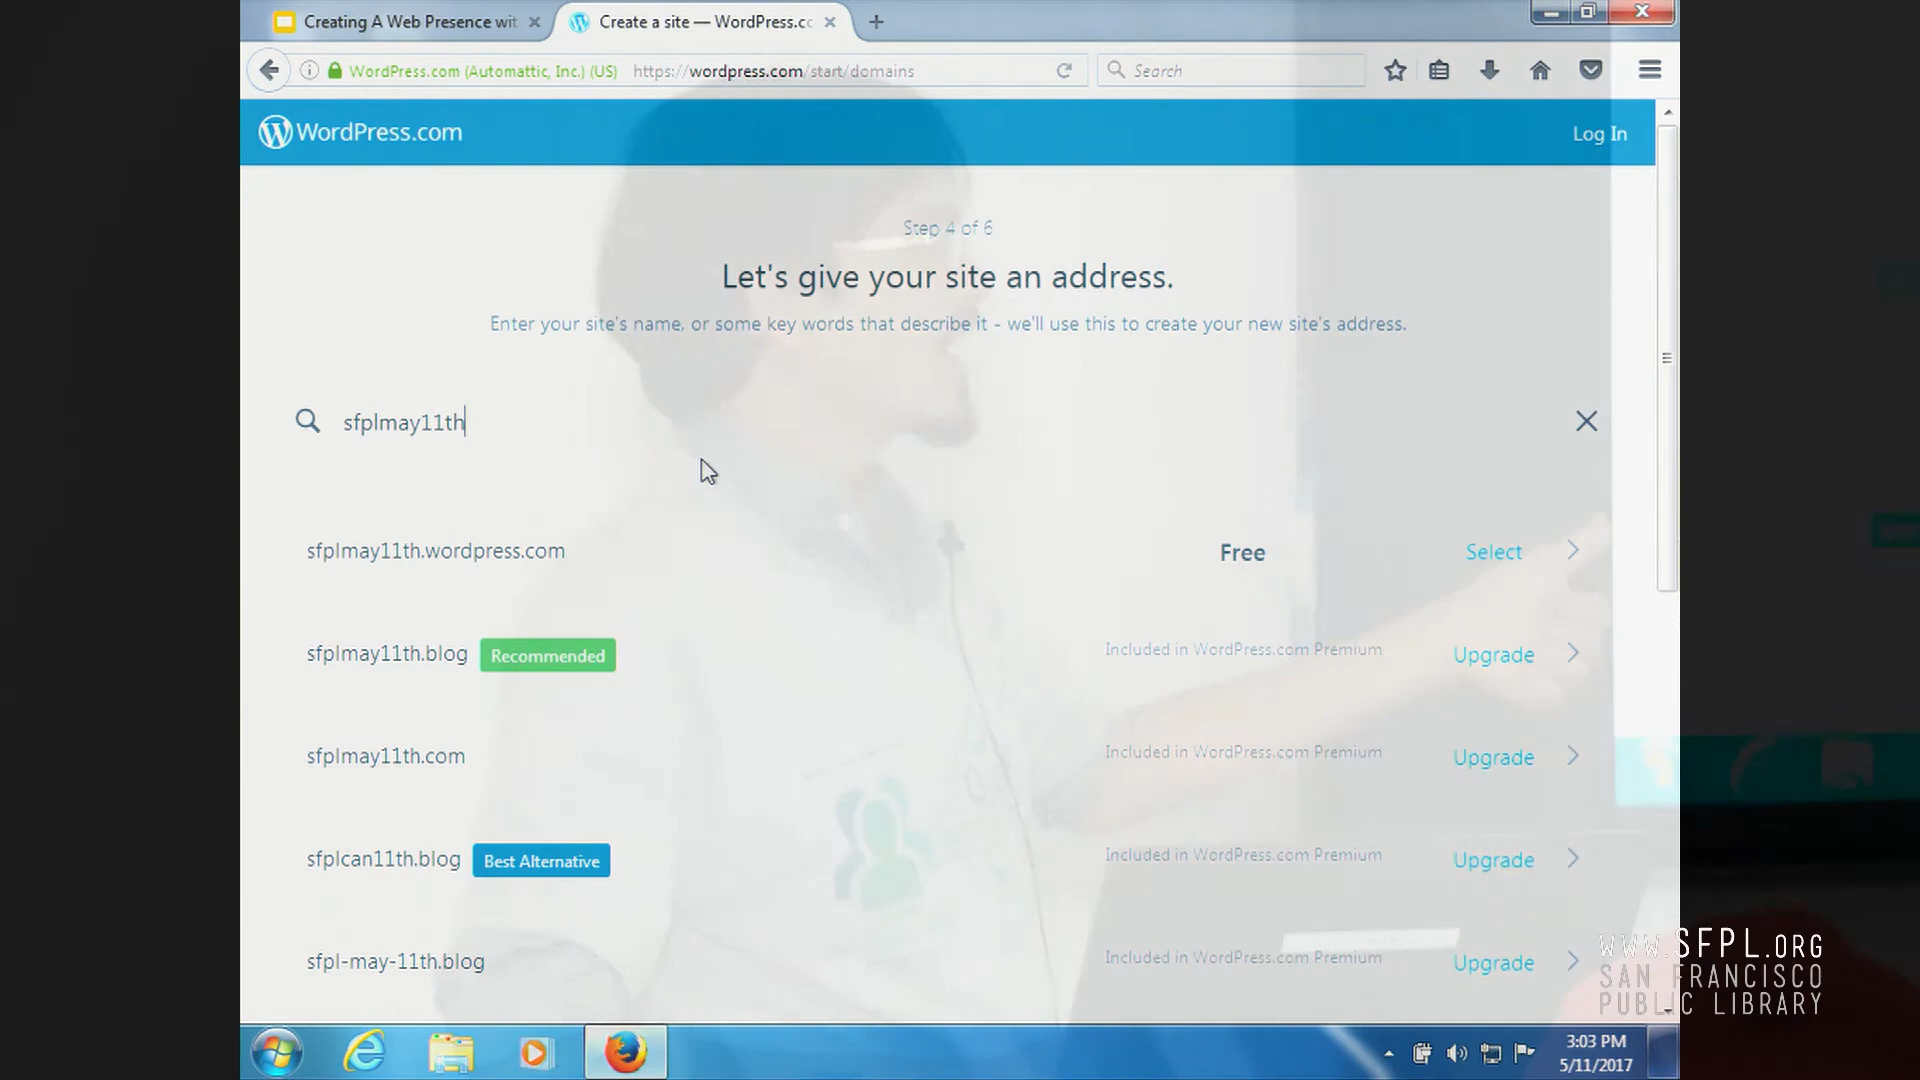 Creating A Web Presence wit
Create a site — WordPress.co
WordPress.com (Automattic, Inc.) (US)
https://wordpress.com/start/domains
Search
WordPress.com
Log In
Step 4 of 6
Let's give your site an address.
Enter your site's name, or some key words that describe it - we'll use this to create your new site's address.
sfplmay11th
sfplmay11th.wordpress.com Free Select
sfplmay11th.blog Recommended Included in WordPress.com Premium Upgrade
sfplmay11th.com Included in WordPress.com Premium Upgrade
sfplcan11th.blog Best Alternative Included in WordPress.com Premium Upgrade
sfpl-may-11th.blog Included in WordPress.com Premium Upgrade
WWW.SFPL.ORG
SAN FRANCISCO
PUBLIC LIBRARY
3:03 PM
5/11/2017